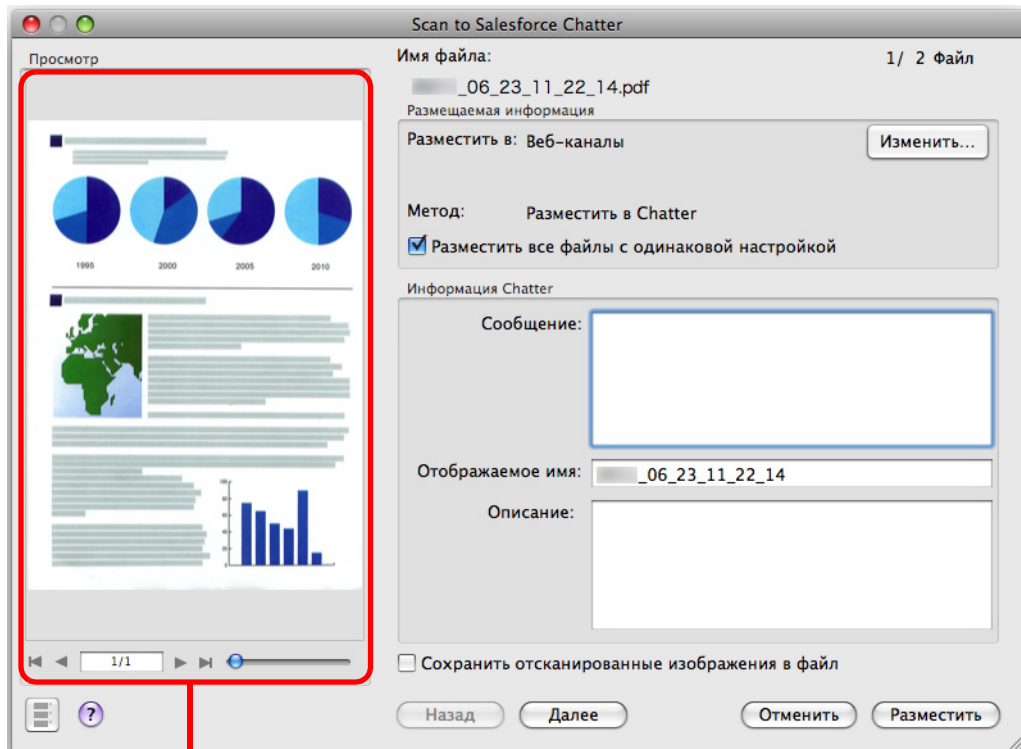 Scan to Salesforce Chatter
Просмотр
1995 2000 2005 2010
1/1
Имя файла: 1/ 2 Файл
_06_23_11_22_14.pdf
Размещаемая информация
Разместить в: Веб-каналы Изменить...
Метод: Разместить в Chatter
Разместить все файлы с одинаковой настройкой
Информация Chatter
Сообщение:
Отображаемое имя: _06_23_11_22_14
Описание:
Сохранить отсканированные изображения в файл
? Назад Далее Отменить Разместить